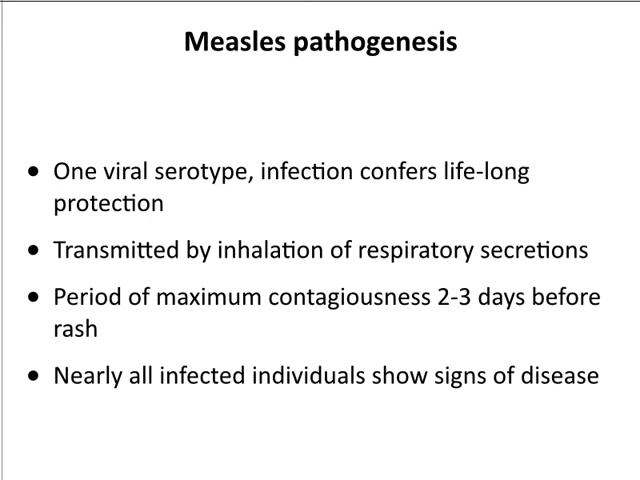 Measles pathogenesis
● One viral serotype, infection confers life-long
protection
● Transmitted by inhalation of respiratory secretions
● Period of maximum contagiousness 2-3 days before
rash
● Nearly all infected individuals show signs of disease